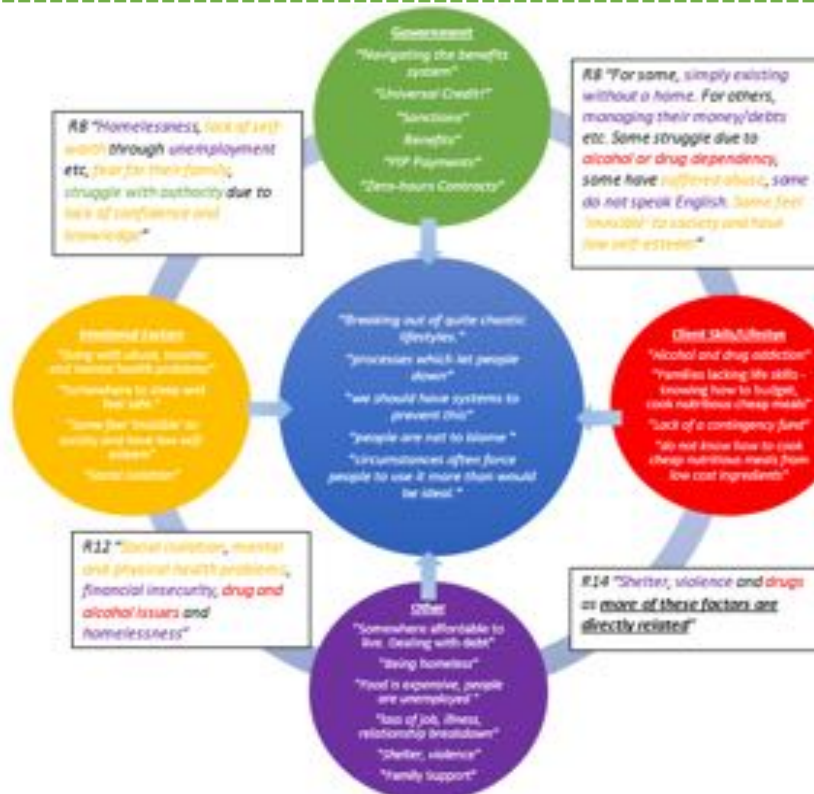 Government
"Navigating the benefits
system"
"Universal Credit!"
"Sanctions"
Benefits"
"PIP Payments"
"Zero-hours Contracts"
R8 "Homelessness, lack of self-
worth through unemployment
etc, fear for their family,
struggle with authority due to
lack of confidence and
knowledge"
R8 "For some, simply existing
without a home. For others,
managing their money/debts
etc. Some struggle due to
alcohol or drug dependency,
some have suffered abuse, some
do not speak English. Some feel
'invisible' to society and have
low self-esteem"
Emotional Factors
"living with abuse, trauma
and mental health problems"
"Somewhere to sleep and
feel safe."
"Some feel 'invisible' to
society and have low self-
esteem"
"Social isolation"
"Breaking out of quite chaotic
lifestyles."
"processes which let people
down"
"we should have systems to
prevent this"
"people are not to blame"
"circumstances often force
people to use it more than would
be ideal."
Client Skills/Lifestyle
"Alcohol and drug addiction"
"Families lacking life skills -
knowing how to budget,
cook nutritious cheap meals"
"Lack of a contingency fund"
"do not know how to cook
cheap nutritious meals from
low cost ingredients"
R12 "Social isolation, mental
and physical health problems,
financial insecurity, drug and
alcohol issues and
homelessness"
R14 "Shelter, violence and drugs
as more of these factors are
directly related"
Other
"Somewhere affordable to
live. Dealing with debt"
"Being homeless"
"Food is expensive, people
are unemployed"
"loss of job, illness,
relationship breakdown"
"Shelter, violence"
"Family Support"